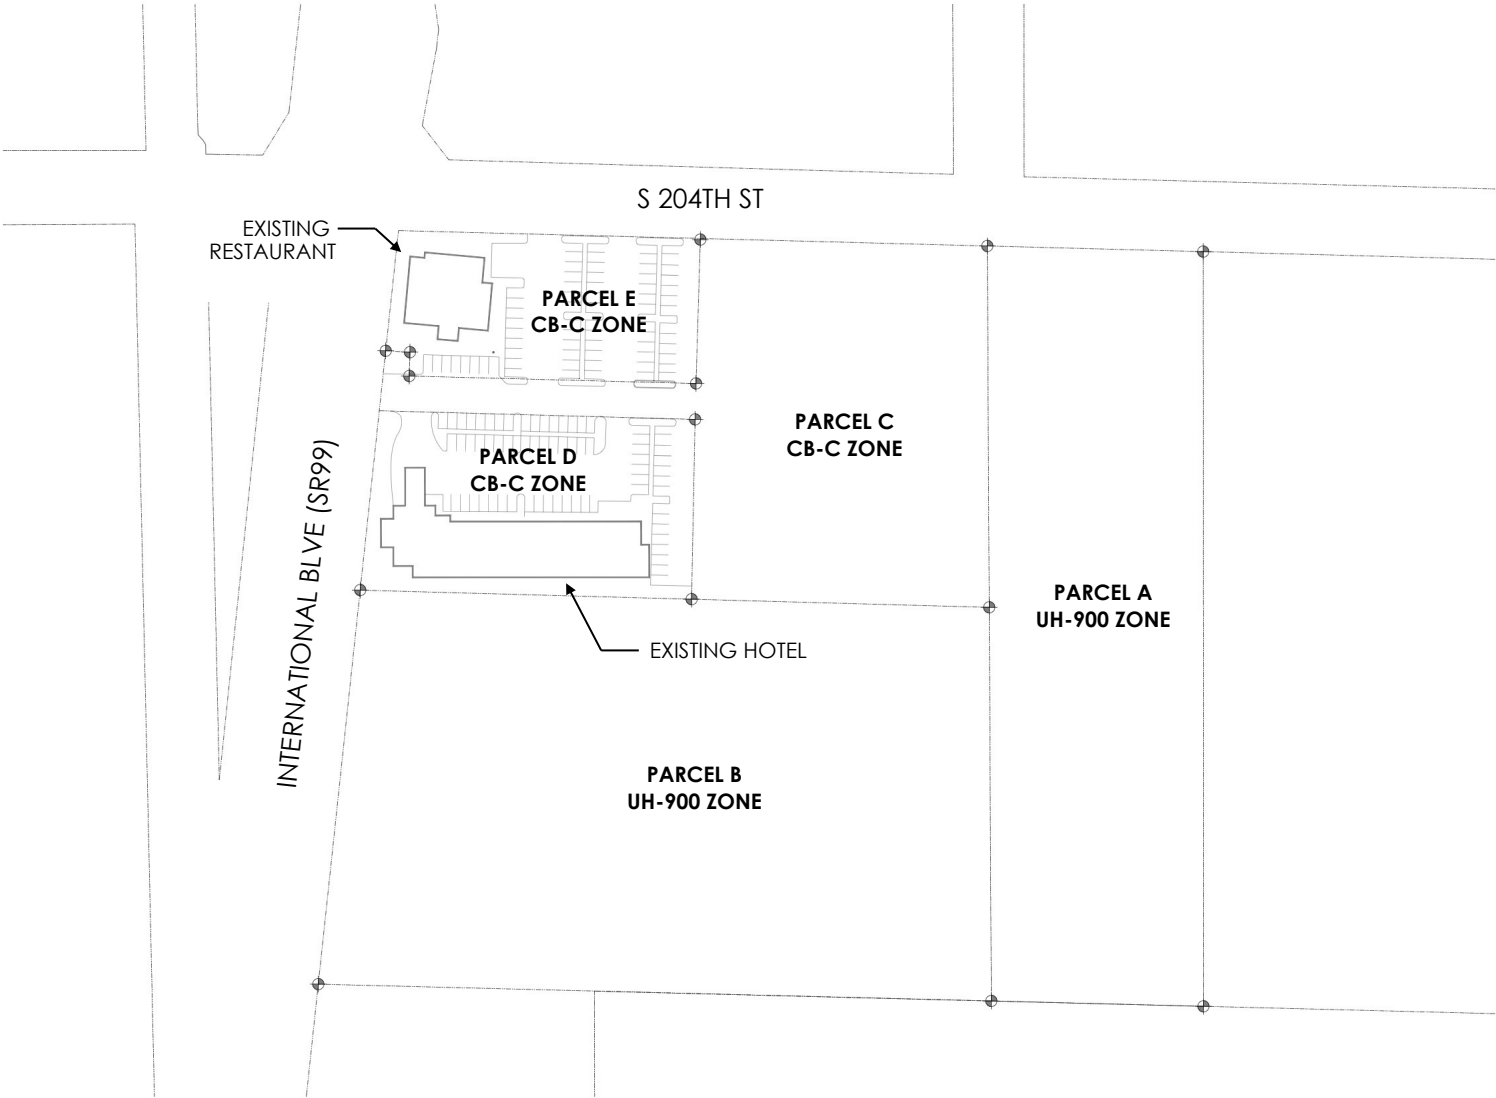 S 204TH ST
EXISTING
RESTAURANT
PARCEL E
CB-C ZONE
PARCEL C
CB-C ZONE
PARCEL D
CB-C ZONE
INTERNATIONAL BLVE (SR99)
PARCEL A
UH-900 ZONE
EXISTING HOTEL
PARCEL B
UH-900 ZONE